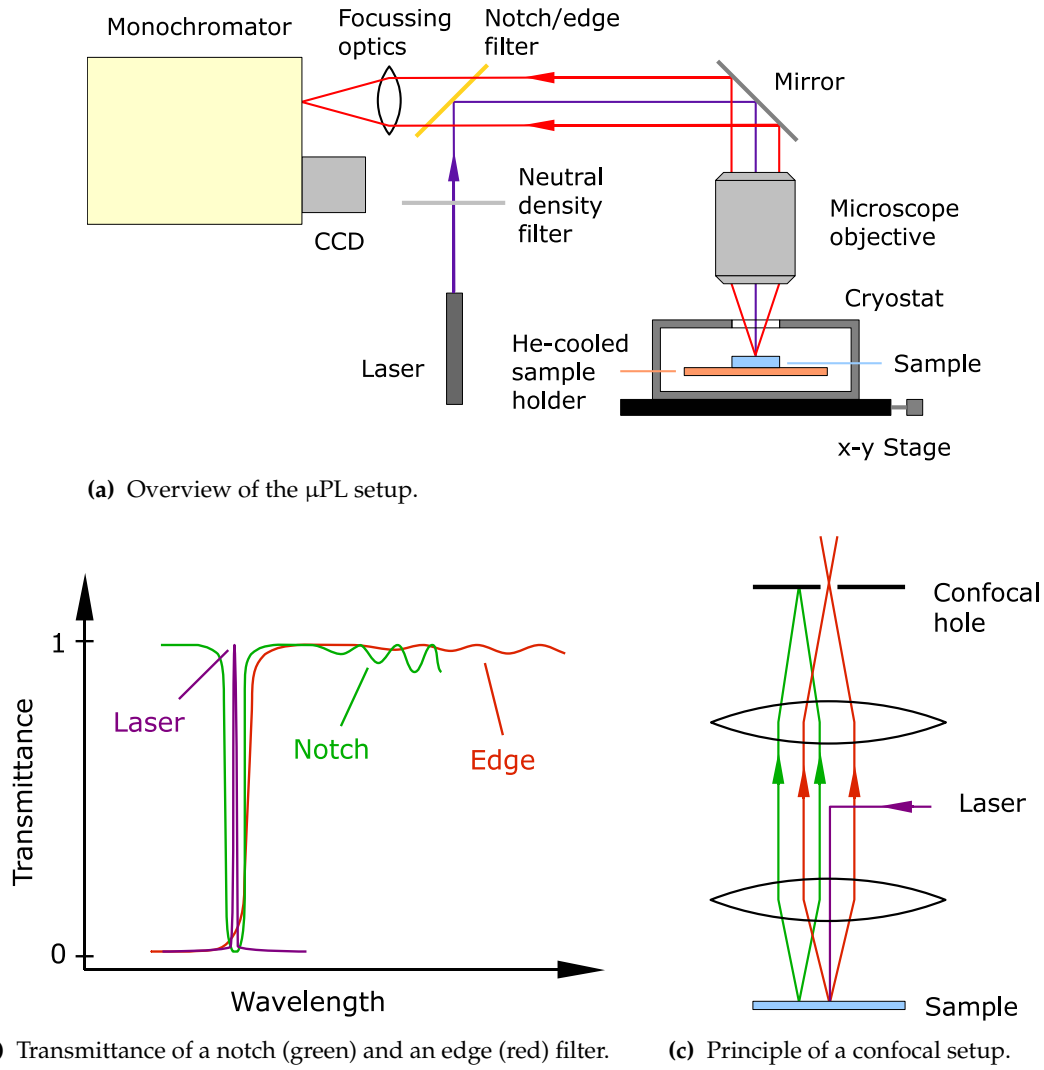 Monochromator
Focussing
optics
Notch/edge
filter
Mirror
Neutral
density
filter
CCD
Microscope
objective
Cryostat
Laser
He-cooled
sample
holder
Sample
x-y Stage
(a) Overview of the µPL setup.
Transmittance
1
0
Laser
Notch
Edge
Wavelength
) Transmittance of a notch (green) and an edge (red) filter.
Confocal
hole
Laser
Sample
(c) Principle of a confocal setup.